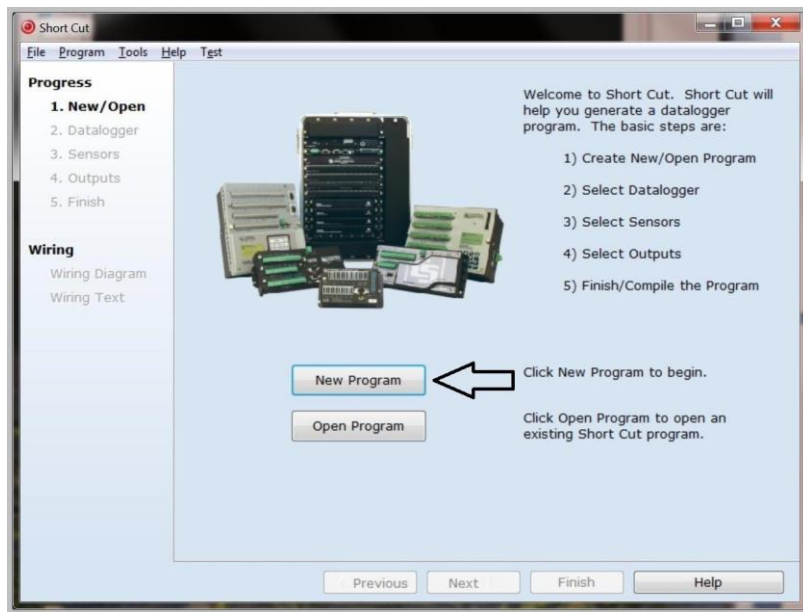 Short Cut
File Program Tools Help Test
Progress
1. New/Open
2. Datalogger
3. Sensors
4. Outputs
5. Finish
Wiring
Wiring Diagram
Wiring Text
Welcome to Short Cut. Short Cut will
help you generate a datalogger
program. The basic steps are:
1) Create New/Open Program
2) Select Datalogger
3) Select Sensors
4) Select Outputs
5) Finish/Compile the Program
New Program
Click New Program to begin.
Open Program
Click Open Program to open an
existing Short Cut program.
Previous Next Finish Help